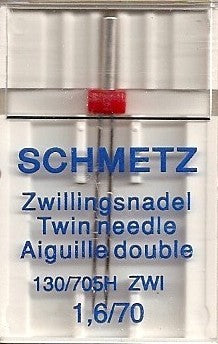 SCHMETZ
Zwillingsnadel
Twin needle
Aiguille double
130/705H ZWI
1,6/70